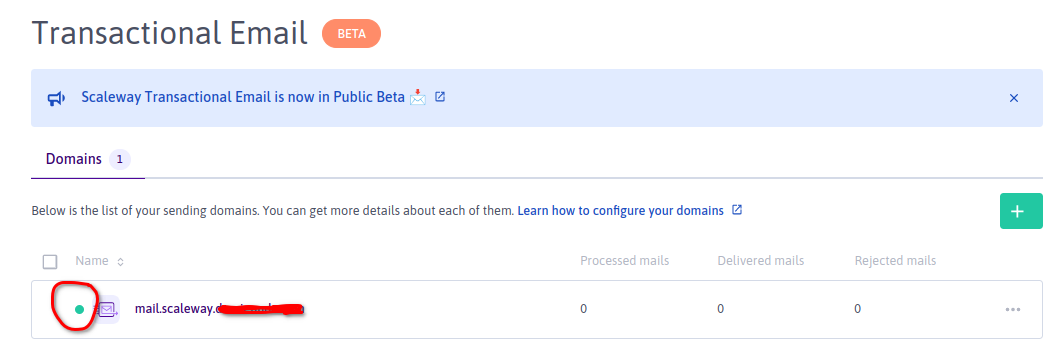 Transactional Email BETA
Scaleway Transactional Email is now in Public Beta
Domains 1
Below is the list of your sending domains. You can get more details about each of them. Learn how to configure your domains
Name Processed mails Delivered mails Rejected mails
mail.scaleway. 0 0 0